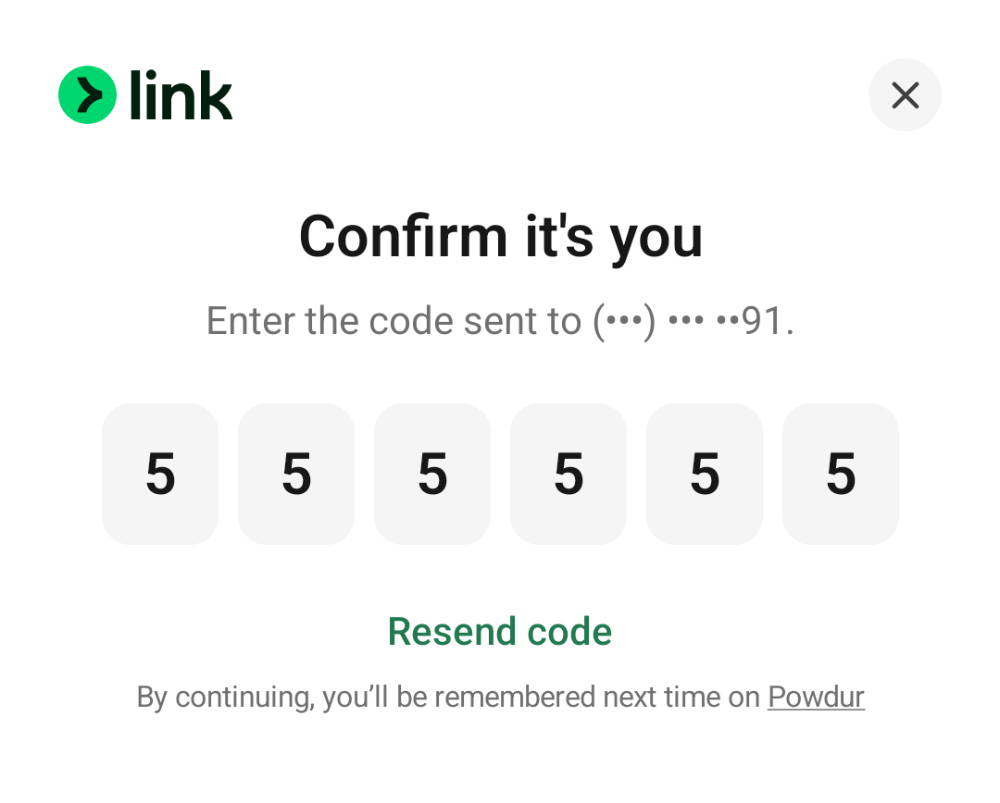 link
Confirm it's you
Enter the code sent to (•••) ••• ••91.
5 5 5 5 5 5
Resend code
By continuing, you’ll be remembered next time on Powdur